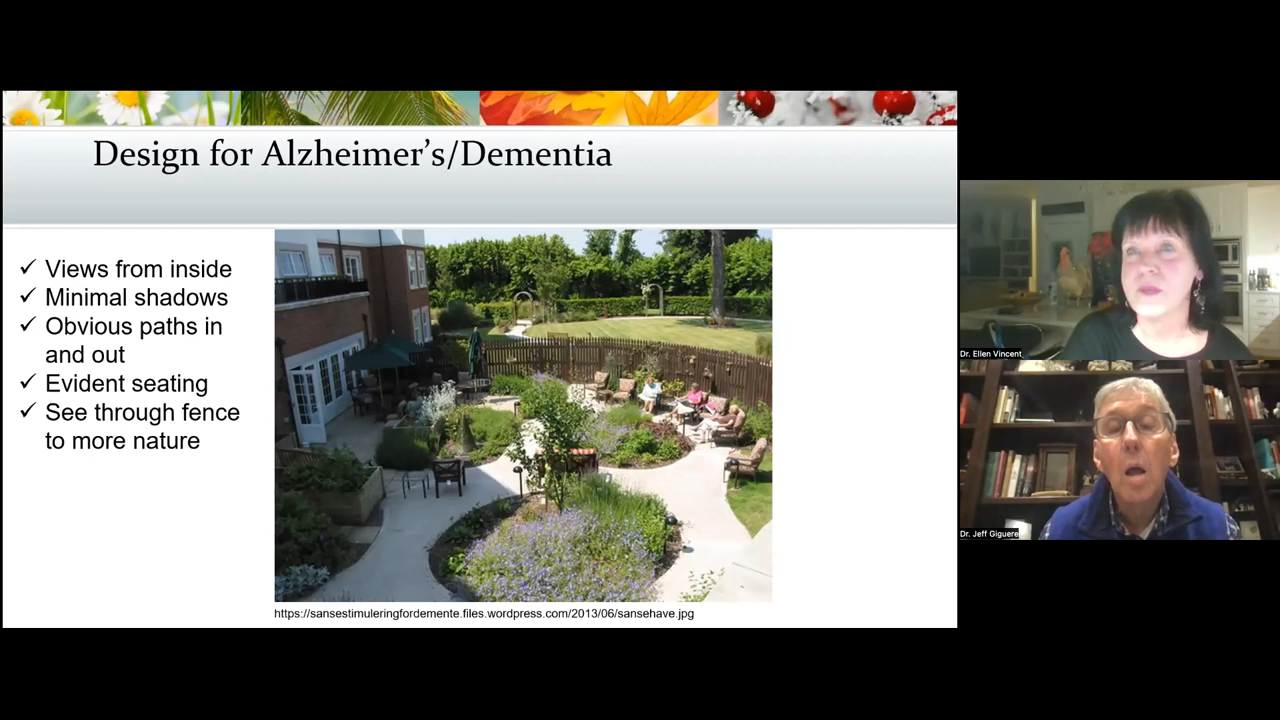 Design for Alzheimer’s/Dementia
✓ Views from inside
✓ Minimal shadows
✓ Obvious paths in
and out
✓ Evident seating
✓ See through fence
to more nature
https://sansestimuleringfordemente.files.wordpress.com/2013/06/sansehave.jpg
Dr. Ellen Vincent
Dr. Jeff Giguere